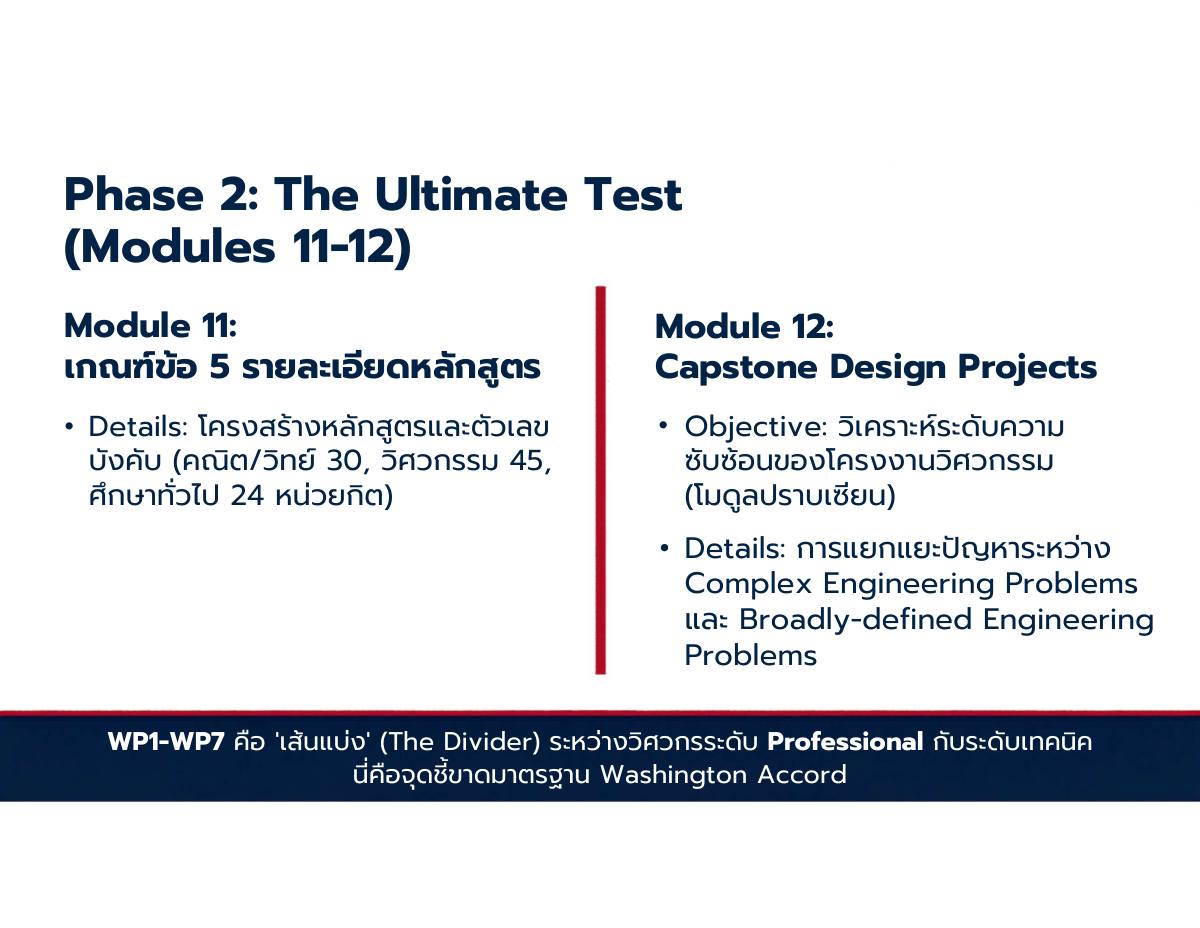 Phase 2: The Ultimate Test
(Modules 11-12)
Module 11:
เกณฑ์ข้อ 5 รายละเอียดหลักสูตร
• Details: โครงสร้างหลักสูตรและตัวเลข
บังคับ (คณิต/วิทย์ 30, วิศวกรรม 45,
ศึกษาทั่วไป 24 หน่วยกิต)
Module 12:
Capstone Design Projects
• Objective: วิเคราะห์ระดับความ
ซับซ้อนของโครงงานวิศวกรรม
(โมดูลปราบเซียน)
• Details: การแยกแยะปัญหาระหว่าง
Complex Engineering Problems
และ Broadly-defined Engineering
Problems
WP1-WP7 คือ 'เส้นแบ่ง' (The Divider) ระหว่างวิศวกรระดับ Professional กับระดับเทคนิค
นี่คือจุดชี้ขาดมาตรฐาน Washington Accord